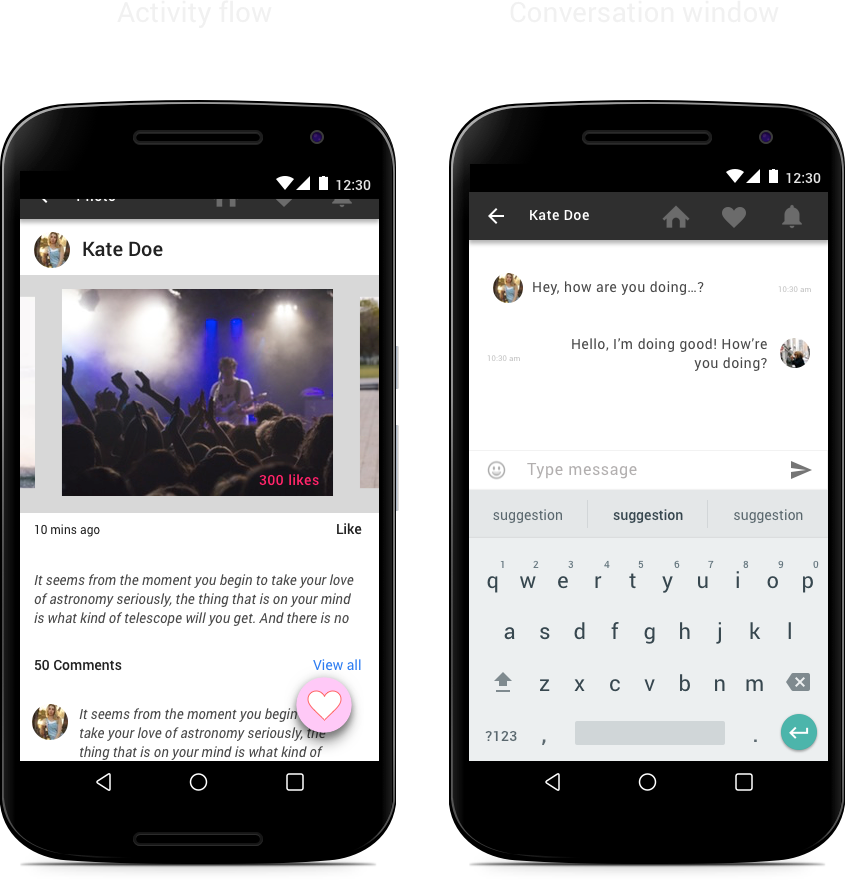 Activity flow
Conversation window
12:30
Photo
Kate Doe
300 likes
10 mins ago
Like
It seems from the moment you begin to take your love
of astronomy seriously, the thing that is on your mind
is what kind of telescope will you get. And there is no
50 Comments
View all
It seems from the moment you begin
take your love of astronomy seriously, the
thing that is on your mind is what kind of
12:30
Kate Doe
Hey, how are you doing...?
10:30 am
Hello, I'm doing good! How're
10:30 am
you doing?
Type message
suggestion suggestion suggestion
1 2 3 4 5 6 7 8 9 0
q w e r t y u i o p
a s d f g h j k l
z x c v b n m
?123 , .